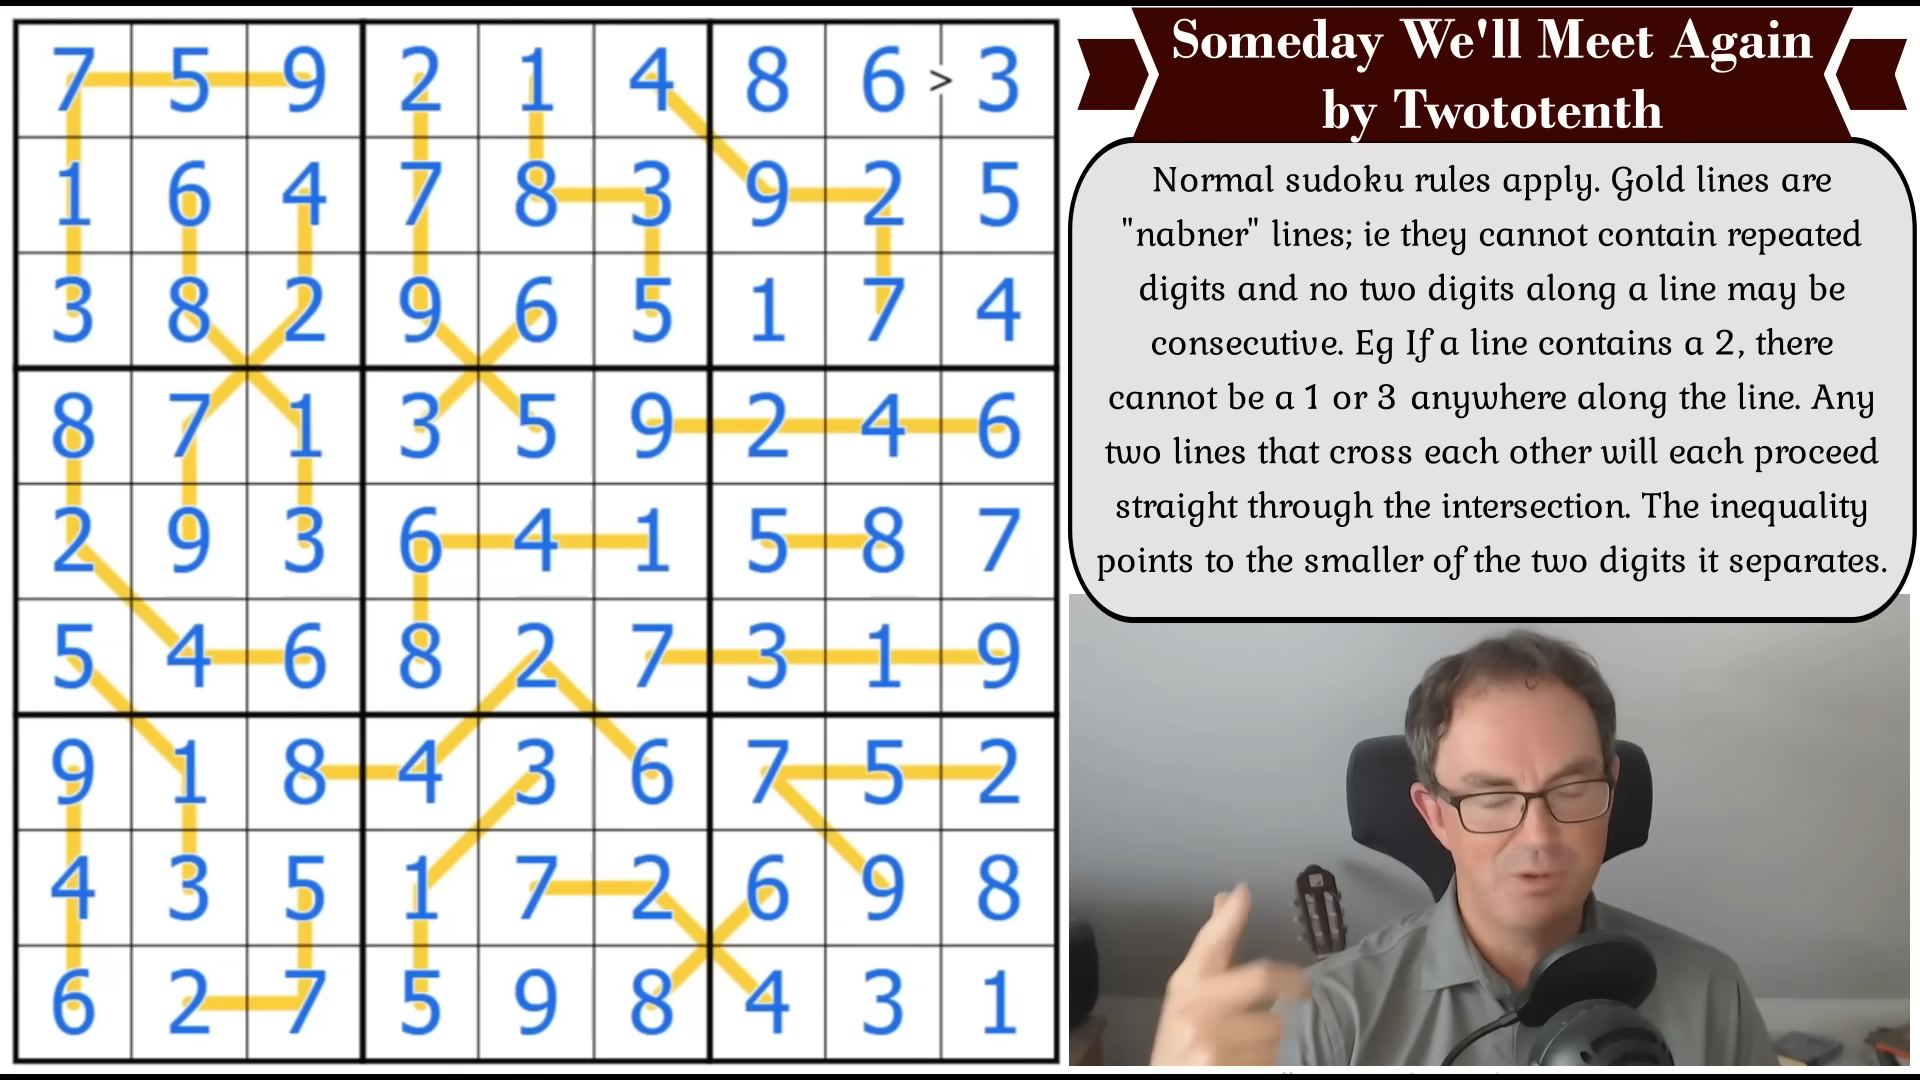 7 5 9 2 1 4 8 6 > 3
1 6 4 7 8 3 9 2 5
3 8 2 9 6 5 1 7 4
8 7 1 3 5 9 2 4 6
2 9 3 6 4 1 5 8 7
5 4 6 8 2 7 3 1 9
9 1 8 4 3 6 7 5 2
4 3 5 1 7 2 6 9 8
6 2 7 5 9 8 4 3 1
Someday We'll Meet Again
by Twototenth
Normal sudoku rules apply. Gold lines are
"nabner" lines; ie they cannot contain repeated
digits and no two digits along a line may be
consecutive. Eg If a line contains a 2, there
cannot be a 1 or 3 anywhere along the line. Any
two lines that cross each other will each proceed
straight through the intersection. The inequality
points to the smaller of the two digits it separates.